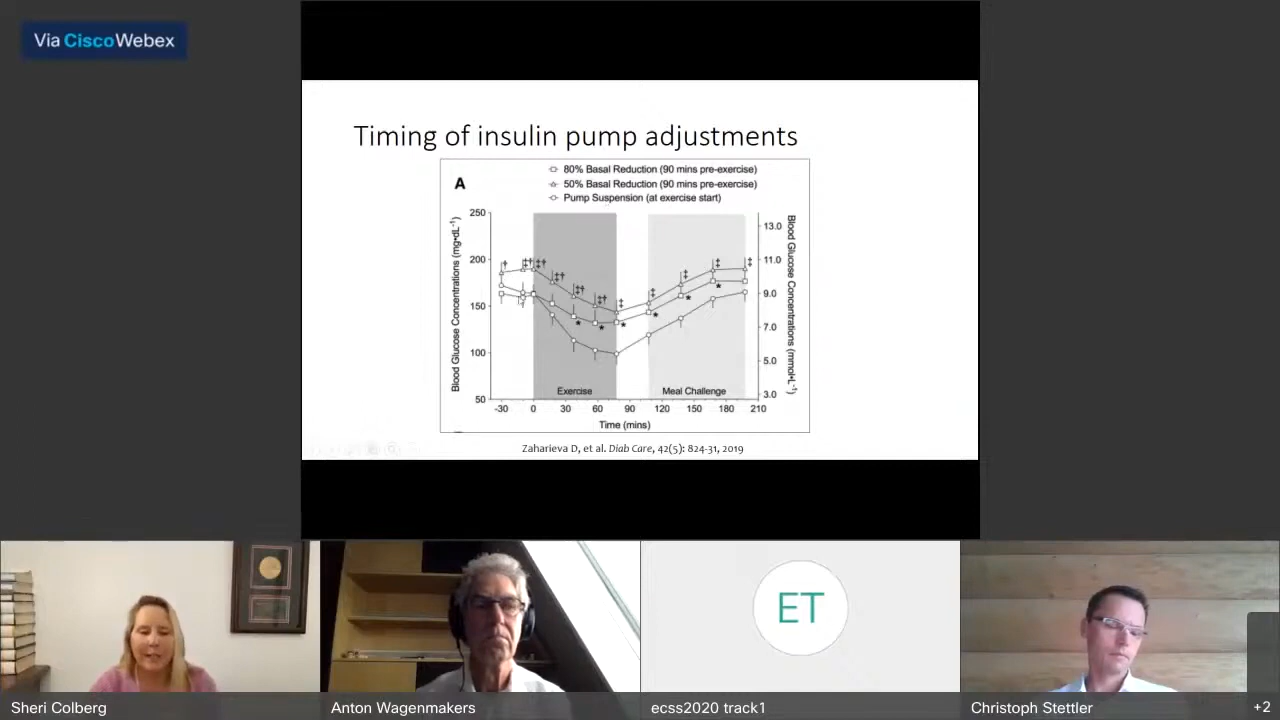 Via Cisco Webex
Timing of insulin pump adjustments
80% Basal Reduction (90 mins pre-exercise)
50% Basal Reduction (90 mins pre-exercise)
Pump Suspension (at exercise start)
A
Blood Glucose Concentrations (mg•dL⁻¹)
250
200
150
100
50
13.0
11.0
9.0
7.0
5.0
3.0
Blood Glucose Concentrations (mmol•L⁻¹)
† ‡† ‡† ‡† ‡† ‡† ‡ ‡ ‡ ‡ ‡
* * * * * *
Exercise
Meal Challenge
-30 0 30 60 90 120 150 180 210
Time (mins)
Zaharieva D, et al. Diab Care, 42(5): 824-31, 2019
ET
Sheri Colberg
Anton Wagenmakers
ecss2020 track1
Christoph Stettler
+2